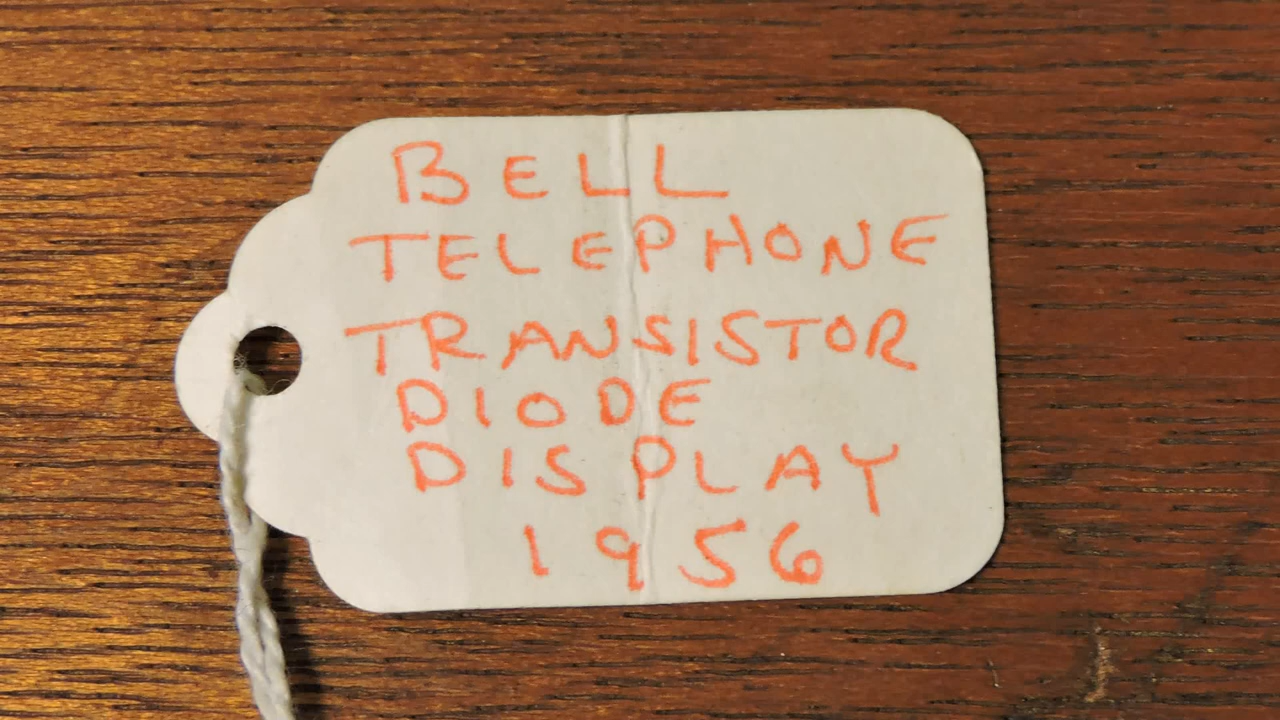 BELL
TELEPHONE
TRANSISTOR
DIODE
DISPLAY
1956